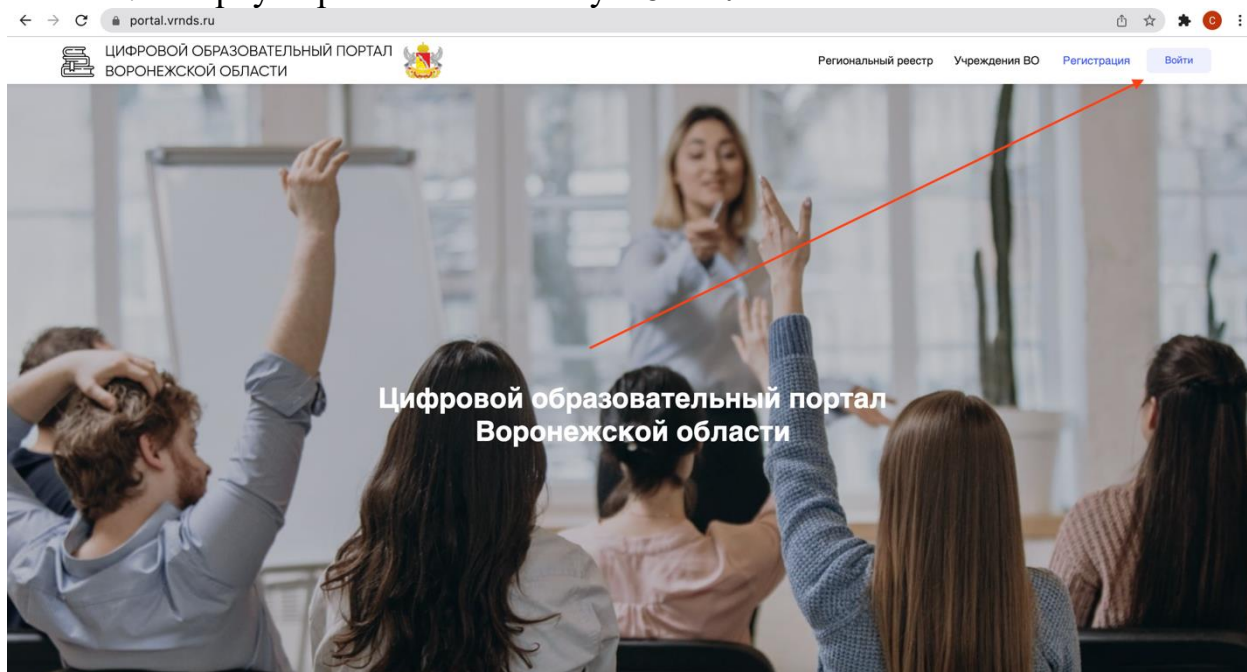 portal.vrnds.ru
C
ЦИФРОВОЙ ОБРАЗОВАТЕЛЬНЫЙ ПОРТАЛ
ВОРОНЕЖСКОЙ ОБЛАСТИ
Региональный реестр Учреждения ВО Регистрация Войти
Цифровой образовательный портал
Воронежской области